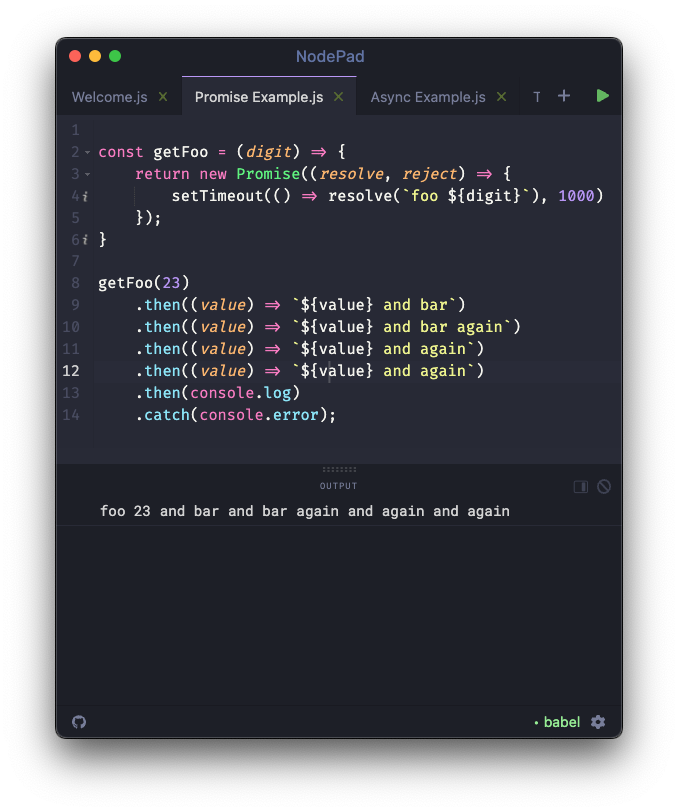 NodePad
Welcome.js × Promise Example.js × Async Example.js × T +
1
2 const getFoo = (digit) => {
3     return new Promise((resolve, reject) => {
4i         setTimeout(() => resolve(`foo ${digit}`), 1000)
5     });
6i }
7
8 getFoo(23)
9     .then((value) => `${value} and bar`)
10     .then((value) => `${value} and bar again`)
11     .then((value) => `${value} and again`)
12     .then((value) => `${value} and again`)
13     .then(console.log)
14     .catch(console.error);
OUTPUT
foo 23 and bar and bar again and again and again
• babel